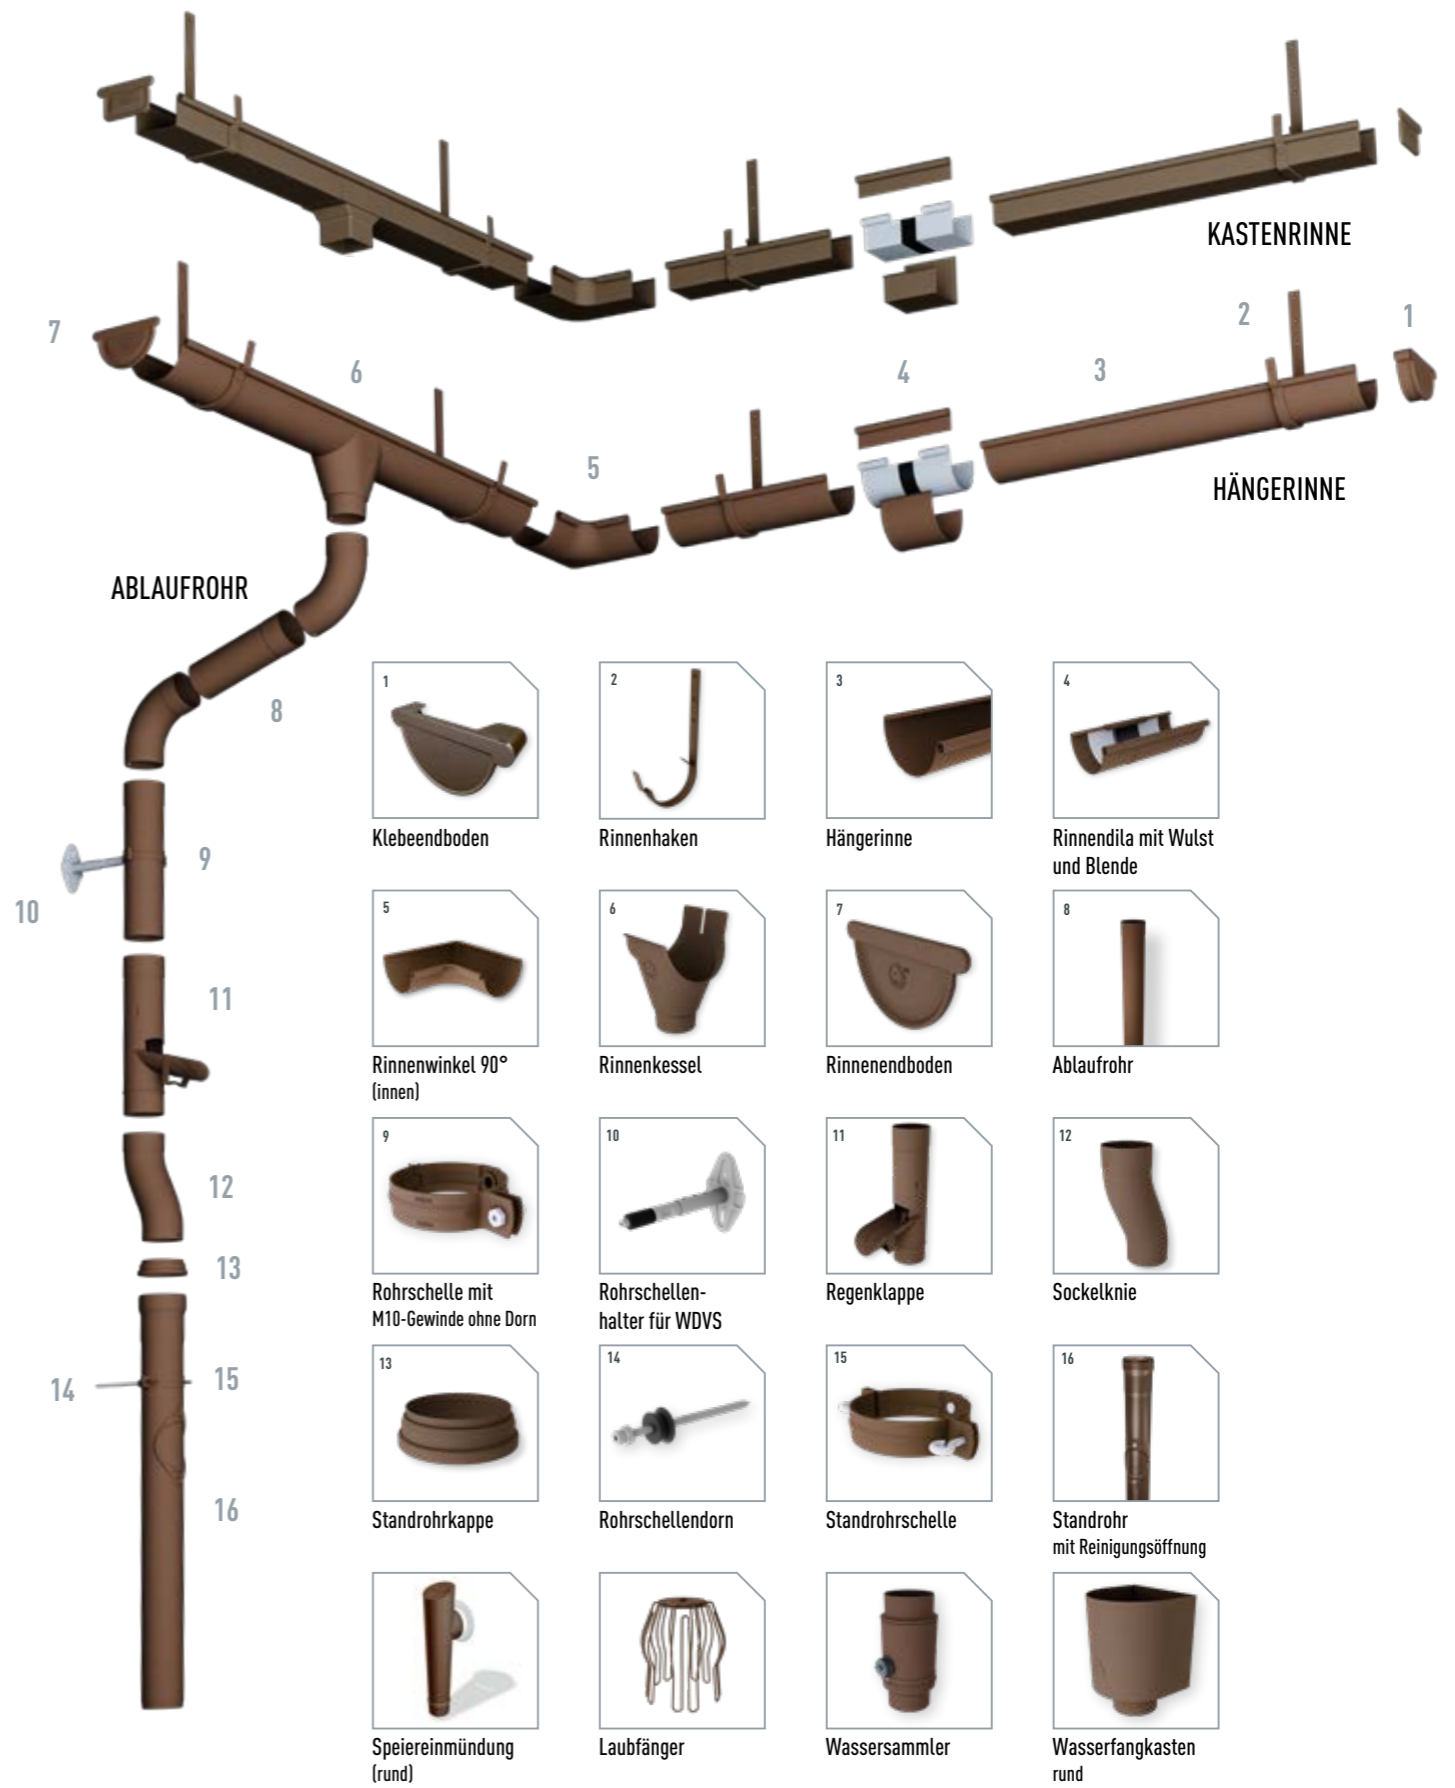 KASTENRINNE
7
6
5
4
3
2
1
HÄNGERINNE
ABLAUFROHR
8
9
10
11
12
13
14
15
16
1
Klebeendboden
2
Rinnenhaken
3
Hängerinne
4
Rinnendila mit Wulst
und Blende
5
Rinnenwinkel 90°
(innen)
6
Rinnenkessel
7
Rinnenendboden
8
Ablaufrohr
9
Rohrschelle mit
M10-Gewinde ohne Dorn
10
Rohrschellen-
halter für WDVS
11
Regenklappe
12
Sockelknie
13
Standrohrkappe
14
Rohrschellendorn
15
Standrohrschelle
16
Standrohr
mit Reinigungsöffnung
Speiereinmündung
(rund)
Laubfänger
Wassersammler
Wasserfangkasten
rund